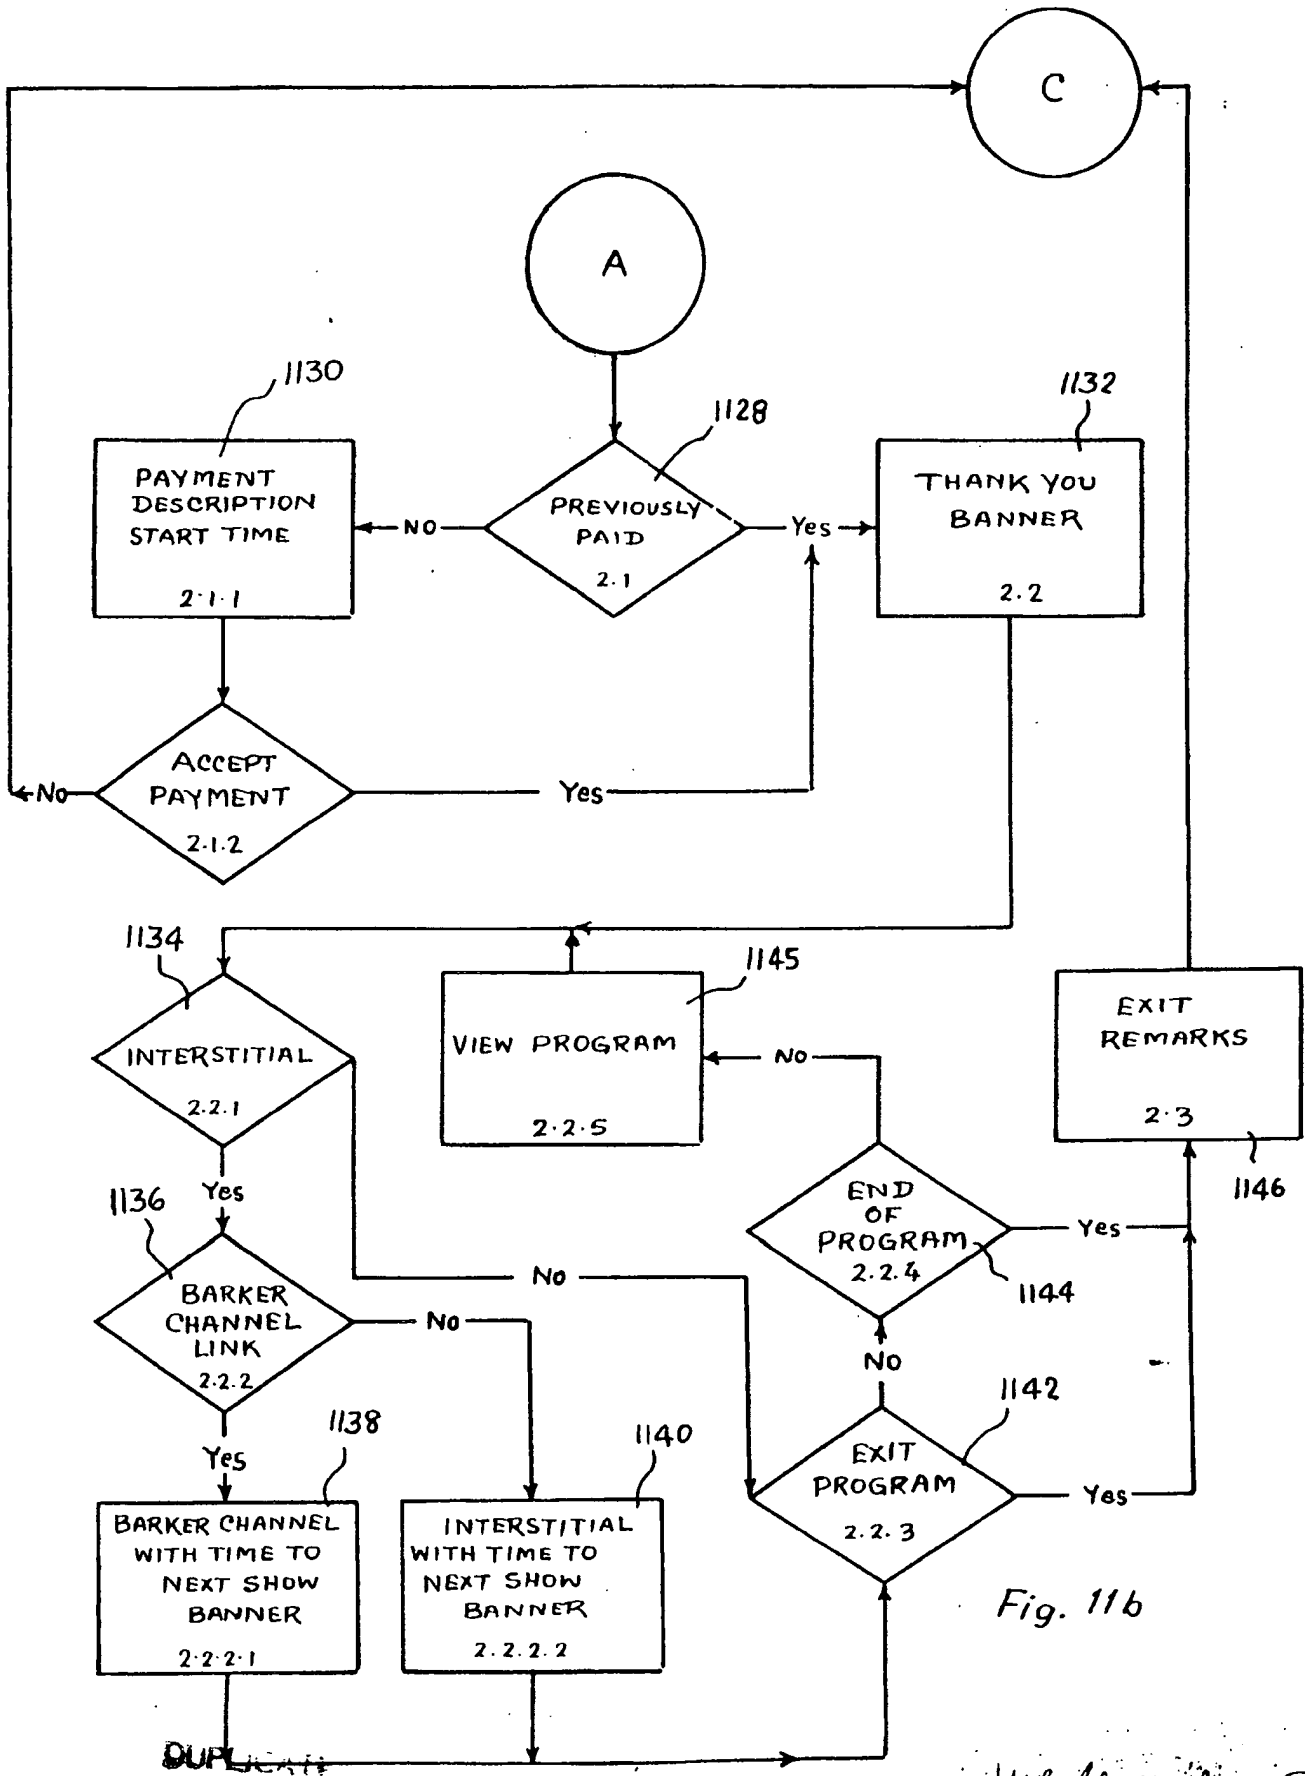 C
A
1130
1128
1132
PAYMENT
DESCRIPTION
START TIME
2.1.1
NO
PREVIOUSLY
PAID
2.1
Yes
THANK YOU
BANNER
2.2
ACCEPT
PAYMENT
2.1.2
No
Yes
1134
INTERSTITIAL
2.2.1
1145
VIEW PROGRAM
2.2.5
NO
EXIT
REMARKS
2.3
1146
Yes
1136
BARKER
CHANNEL
LINK
2.2.2
No
No
END
OF
PROGRAM
2.2.4
Yes
1144
NO
1142
EXIT
PROGRAM
2.2.3
Yes
Yes
1138
BARKER CHANNEL
WITH TIME TO
NEXT SHOW
BANNER
2.2.2.1
1140
INTERSTITIAL
WITH TIME TO
NEXT SHOW
BANNER
2.2.2.2
Fig. 11b